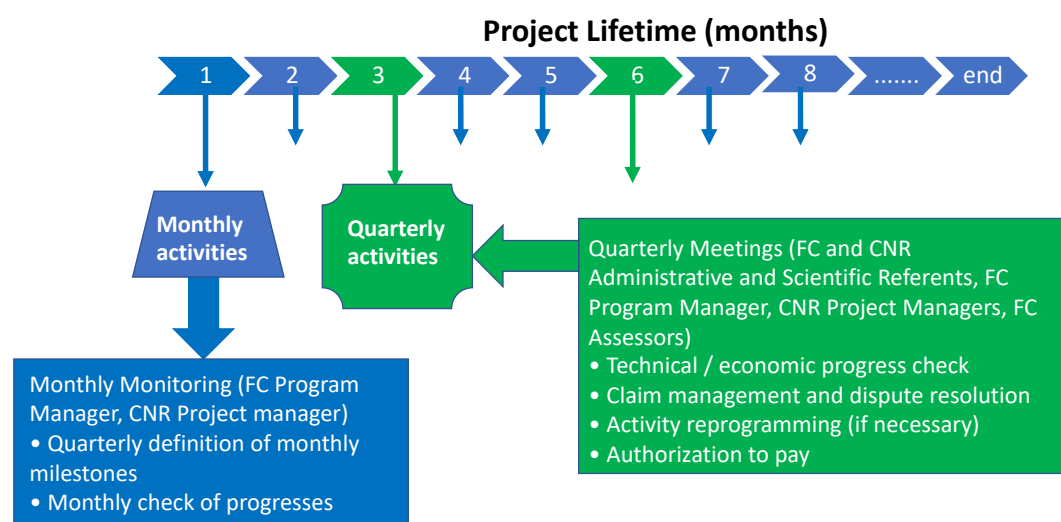 Project Lifetime (months)
1 2 3 4 5 6 7 8 ....... end
Monthly
activities
Quarterly
activities
Quarterly Meetings (FC and CNR
Administrative and Scientific Referents, FC
Program Manager, CNR Project Managers, FC
Assessors)
• Technical / economic progress check
• Claim management and dispute resolution
• Activity reprogramming (if necessary)
• Authorization to pay
Monthly Monitoring (FC Program
Manager, CNR Project manager)
• Quarterly definition of monthly
milestones
• Monthly check of progresses